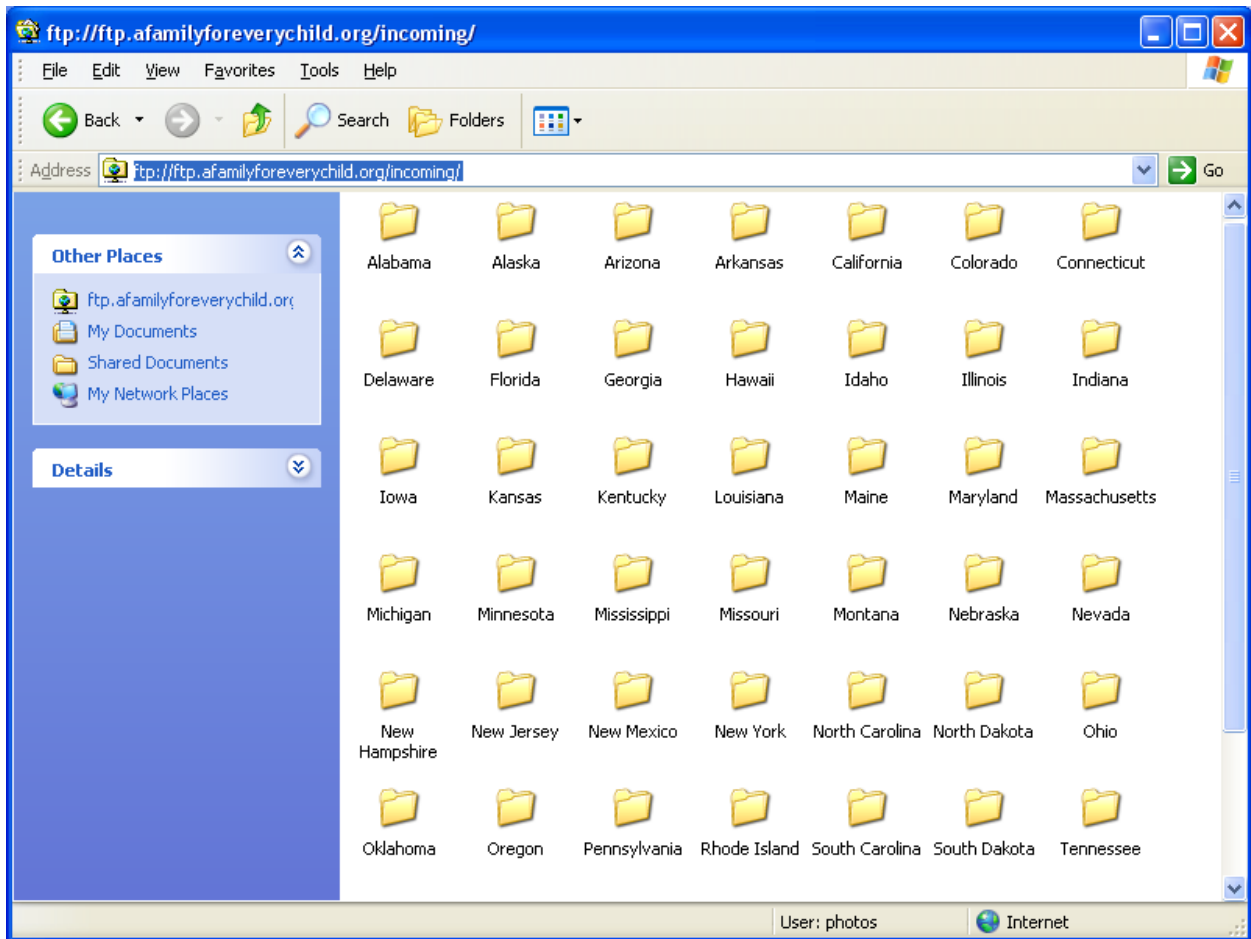 ftp://ftp.afamilyforeverychild.org/incoming/
File Edit View Favorites Tools Help
Back Search Folders
Address ftp://ftp.afamilyforeverychild.org/incoming/ Go
Other Places
ftp.afamilyforeverychild.org
My Documents
Shared Documents
My Network Places
Details
Alabama Alaska Arizona Arkansas California Colorado Connecticut
Delaware Florida Georgia Hawaii Idaho Illinois Indiana
Iowa Kansas Kentucky Louisiana Maine Maryland Massachusetts
Michigan Minnesota Mississippi Missouri Montana Nebraska Nevada
New Hampshire New Jersey New Mexico New York North Carolina North Dakota Ohio
Oklahoma Oregon Pennsylvania Rhode Island South Carolina South Dakota Tennessee
User: photos Internet